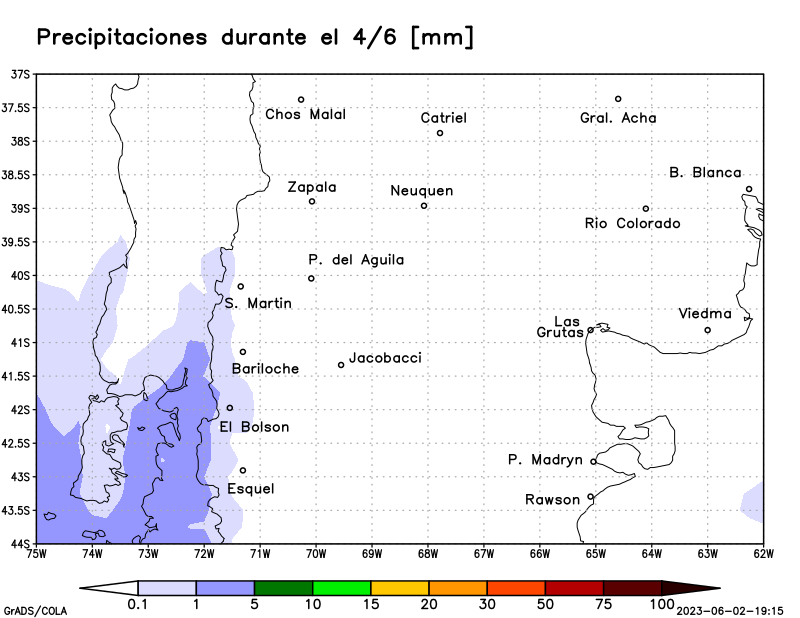 Precipitaciones durante el 4/6 [mm]
37S
37.5S
38S
38.5S
39S
39.5S
40S
40.5S
41S
41.5S
42S
42.5S
43S
43.5S
44S
Chos Malal
Catriel
Gral. Acha
B. Blanca
Zapala
Neuquen
Rio Colorado
P. del Aguila
S. Martin
Viedma
Las
Grutas
Jacobacci
Bariloche
El Bolson
P. Madryn
Esquel
Rawson
75W 74W 73W 72W 71W 70W 69W 68W 67W 66W 65W 64W 63W 62W
0.1 1 5 10 15 20 30 50 75 100
GrADS/COLA
2023-06-02-19:15